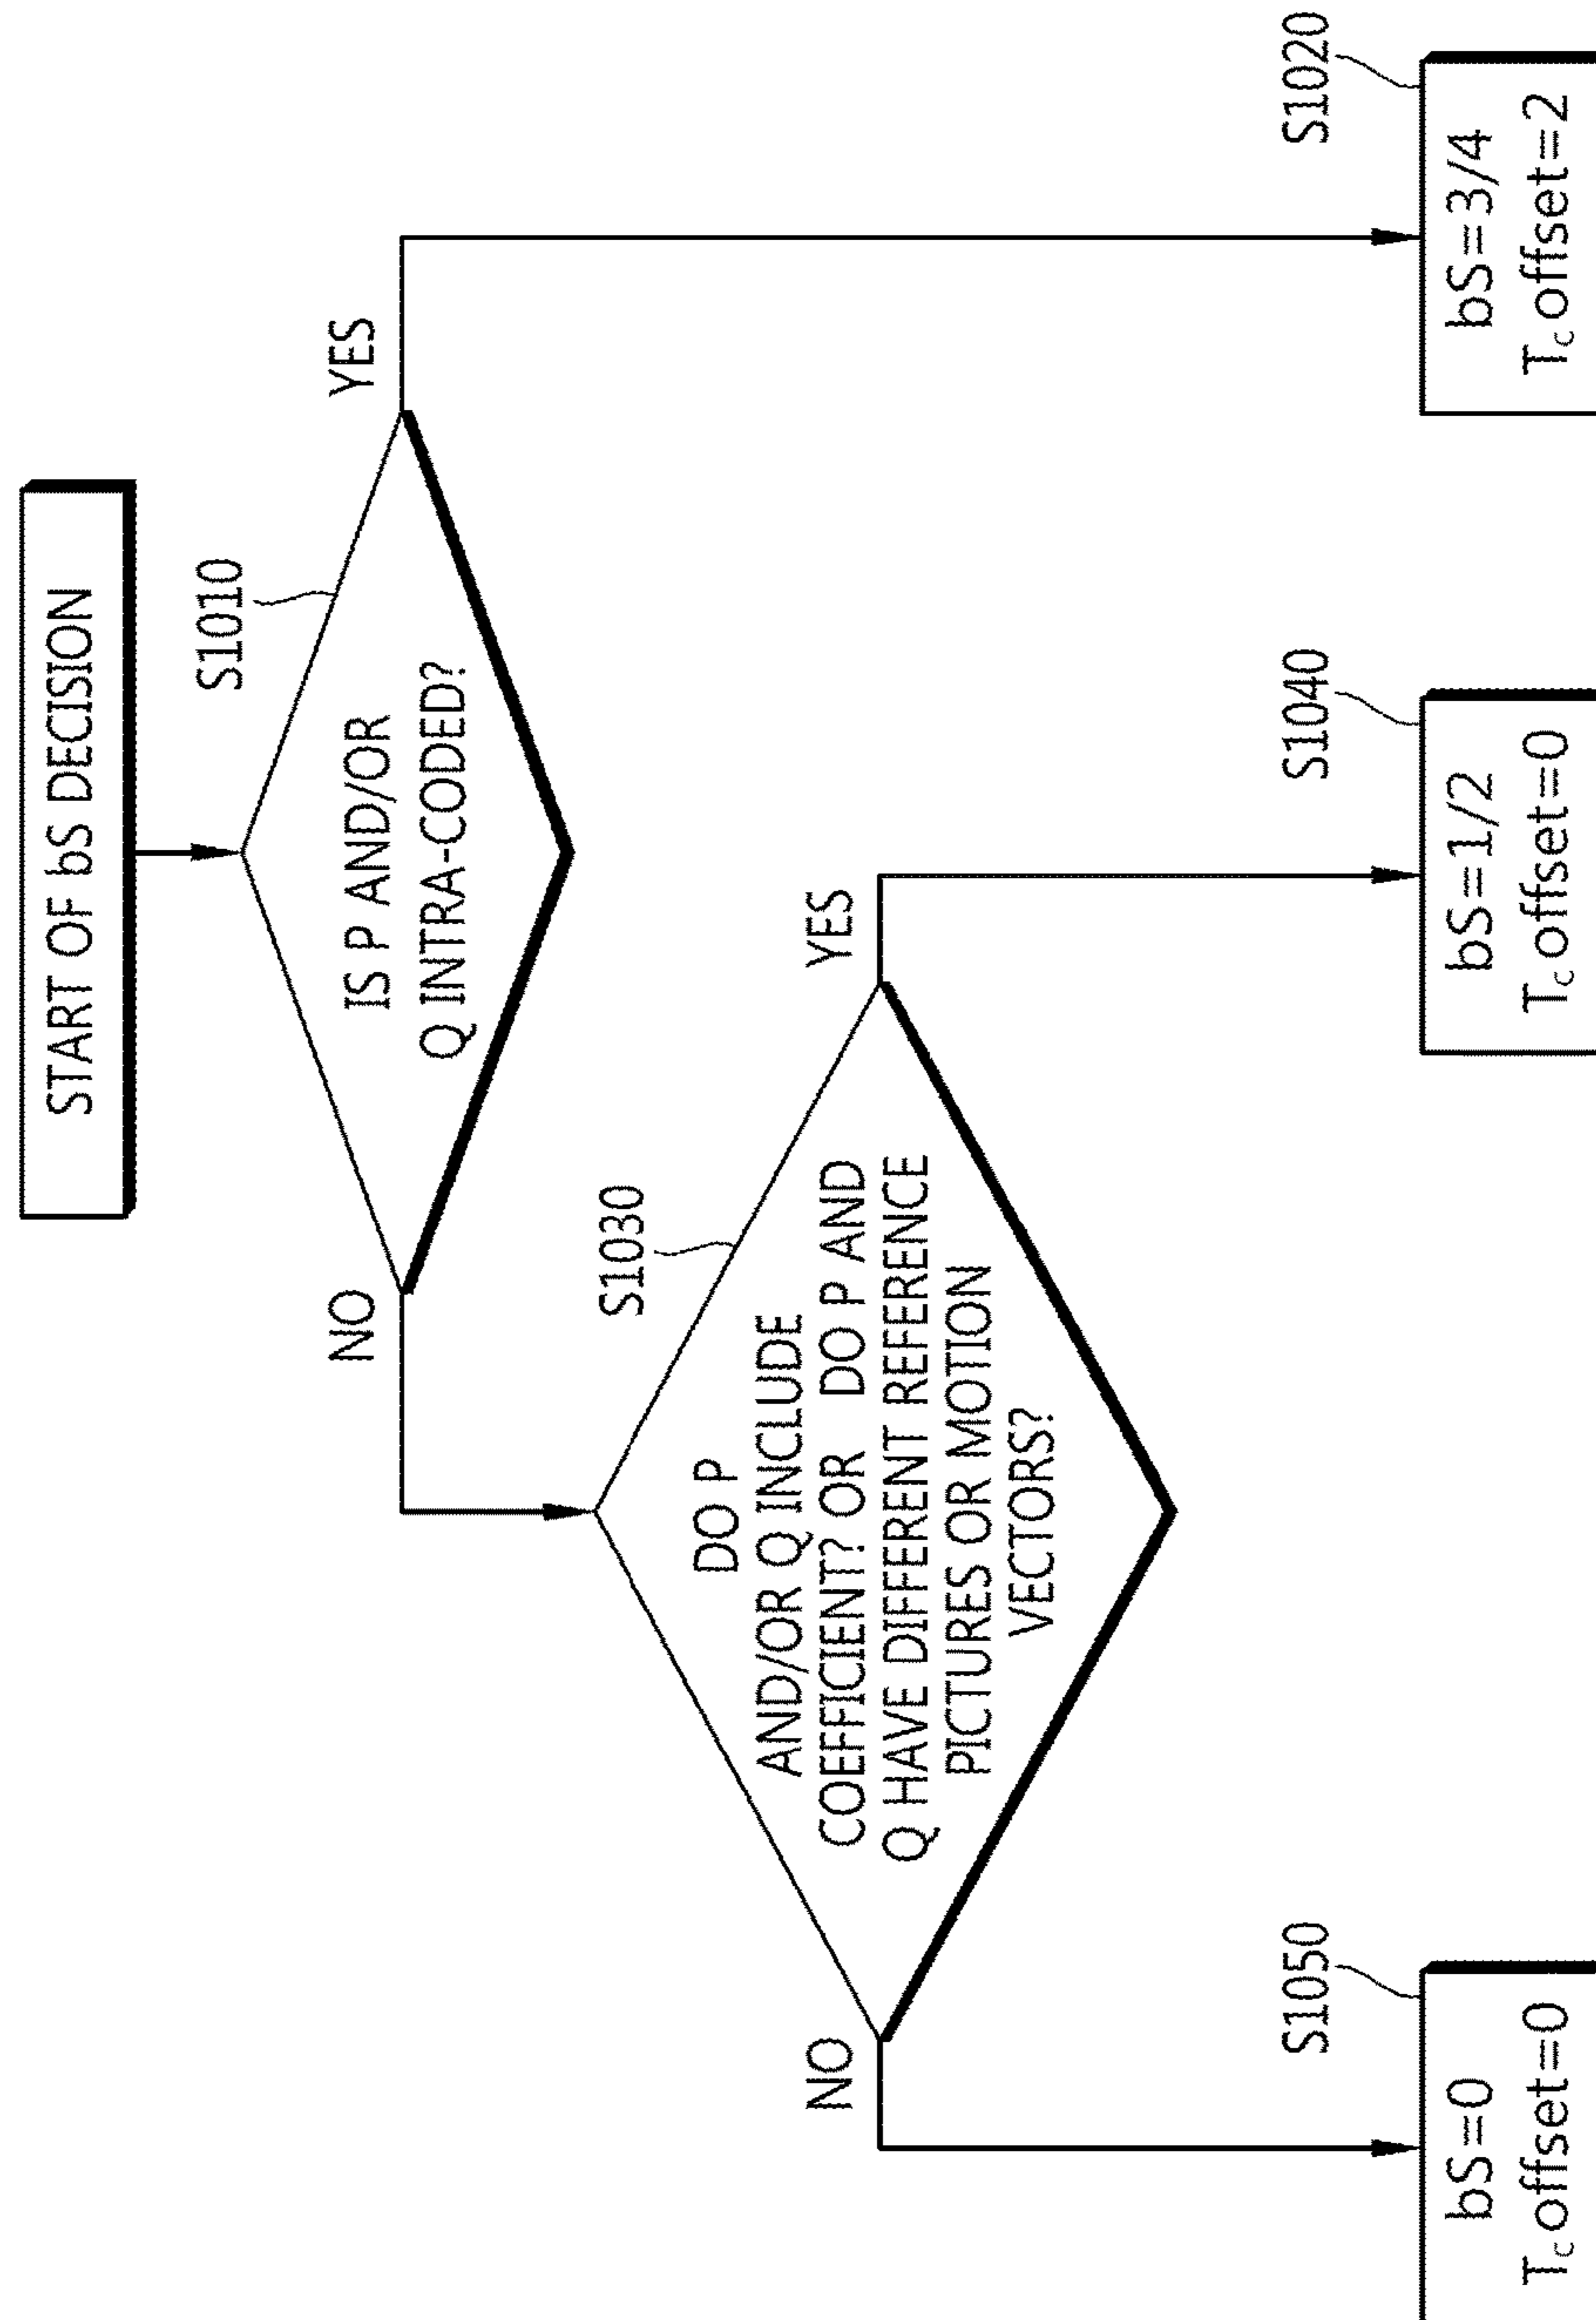 START OF bS DECISION
S1010
IS P AND/OR
Q INTRA-CODED?
NO
YES
S1030
DO P
AND/OR Q INCLUDE
COEFFICIENT? OR DO P AND
Q HAVE DIFFERENT REFERENCE
PICTURES OR MOTION
VECTORS?
NO
YES
S1050
bS=0
Tc offset=0
S1040
bS=1/2
Tc offset=0
S1020
bS=3/4
Tc offset=2